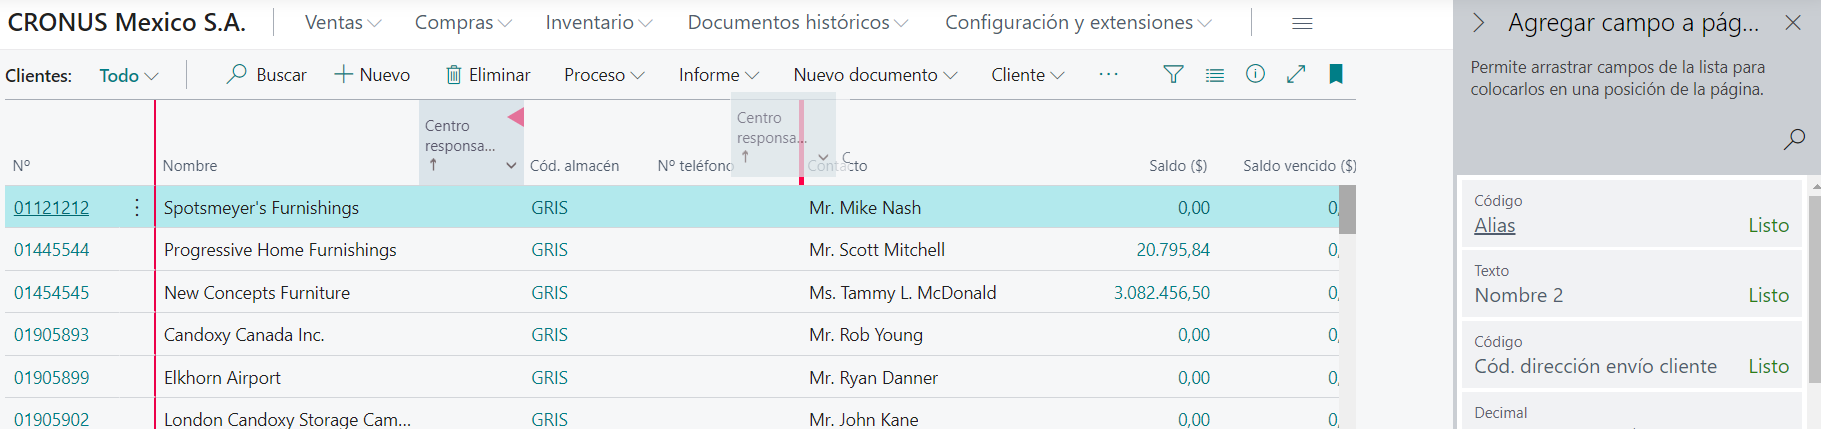 CRONUS Mexico S.A. Ventas Compras Inventario Documentos históricos Configuración y extensiones
Agregar campo a pág...
Permite arrastrar campos de la lista para
colocarlos en una posición de la página.
Clientes: Todo Buscar Nuevo Eliminar Proceso Informe Nuevo documento Cliente ...
Nº Nombre Centro responsa... Cód. almacén Nº teléfono Centro responsa... Contacto Saldo ($) Saldo vencido ($)
01121212 Spotsmeyer's Furnishings GRIS Mr. Mike Nash 0,00 0,
01445544 Progressive Home Furnishings GRIS Mr. Scott Mitchell 20.795,84 0,
01454545 New Concepts Furniture GRIS Ms. Tammy L. McDonald 3.082.456,50 0,
01905893 Candoxy Canada Inc. GRIS Mr. Rob Young 0,00 0,
01905899 Elkhorn Airport GRIS Mr. Ryan Danner 0,00 0,
01905902 London Candoxy Storage Cam... GRIS Mr. John Kane 0,00 0,
Código
Alias Listo
Texto
Nombre 2 Listo
Código
Cód. dirección envío cliente Listo
Decimal